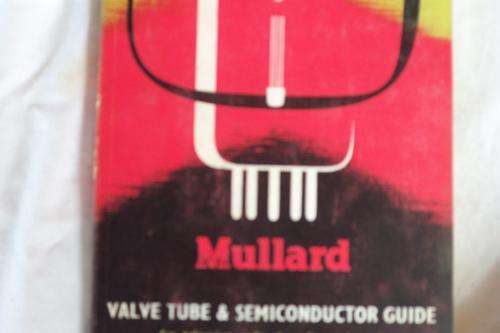 Mullard
VALVE TUBE & SEMICONDUCTOR GUIDE